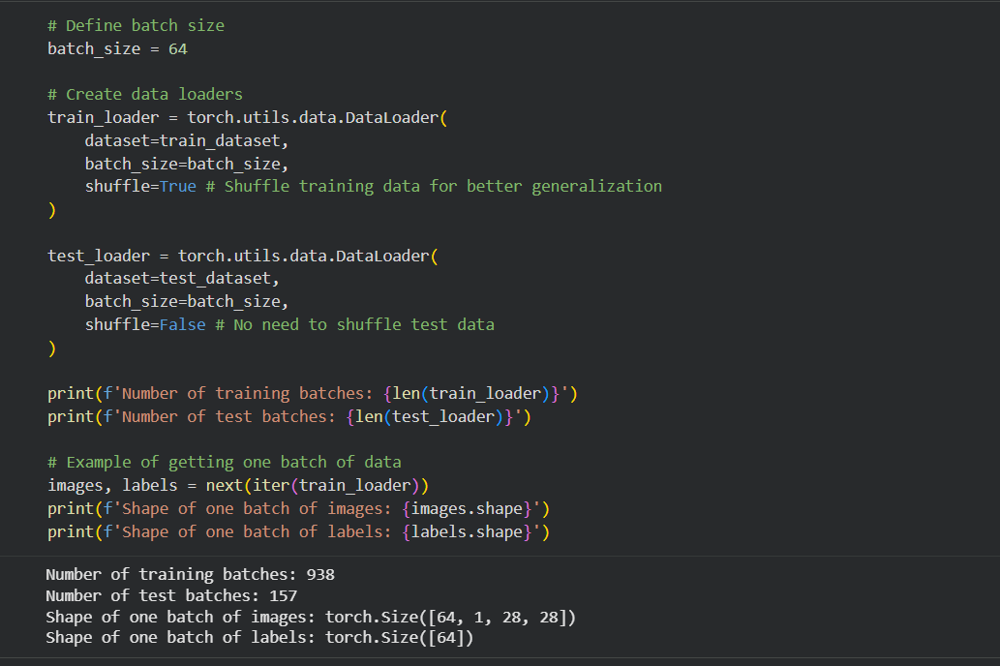 # Define batch size
batch_size = 64
# Create data loaders
train_loader = torch.utils.data.DataLoader(
    dataset=train_dataset,
    batch_size=batch_size,
    shuffle=True # Shuffle training data for better generalization
)
test_loader = torch.utils.data.DataLoader(
    dataset=test_dataset,
    batch_size=batch_size,
    shuffle=False # No need to shuffle test data
)
print(f'Number of training batches: {len(train_loader)}')
print(f'Number of test batches: {len(test_loader)}')
# Example of getting one batch of data
images, labels = next(iter(train_loader))
print(f'Shape of one batch of images: {images.shape}')
print(f'Shape of one batch of labels: {labels.shape}')
Number of training batches: 938
Number of test batches: 157
Shape of one batch of images: torch.Size([64, 1, 28, 28])
Shape of one batch of labels: torch.Size([64])